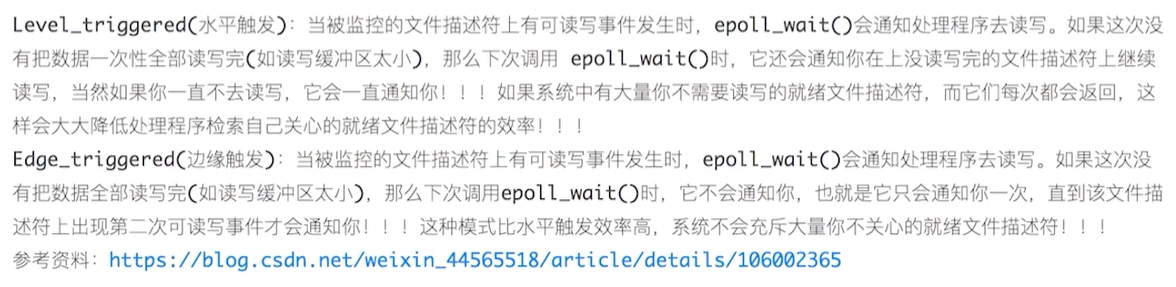 Level_triggered(水平触发)：当被监控的文件描述符上有可读写事件发生时，epoll_wait()会通知处理程序去读写。如果这次没
有把数据一次性全部读写完(如读写缓冲区太小)，那么下次调用 epoll_wait()时，它还会通知你在上没读写完的文件描述符上继续
读写，当然如果你一直不去读写，它会一直通知你！！！如果系统中有大量你不需要读写的就绪文件描述符，而它们每次都会返回，这
样会大大降低处理程序检索自己关心的就绪文件描述符的效率！！！
Edge_triggered(边缘触发)：当被监控的文件描述符上有可读写事件发生时，epoll_wait()会通知处理程序去读写。如果这次没
有把数据全部读写完(如读写缓冲区太小)，那么下次调用epoll_wait()时，它不会通知你，也就是它只会通知你一次，直到该文件描
述符上出现第二次可读写事件才会通知你！！！这种模式比水平触发效率高，系统不会充斥大量你不关心的就绪文件描述符！！！
参考资料：https://blog.csdn.net/weixin_44565518/article/details/106002365